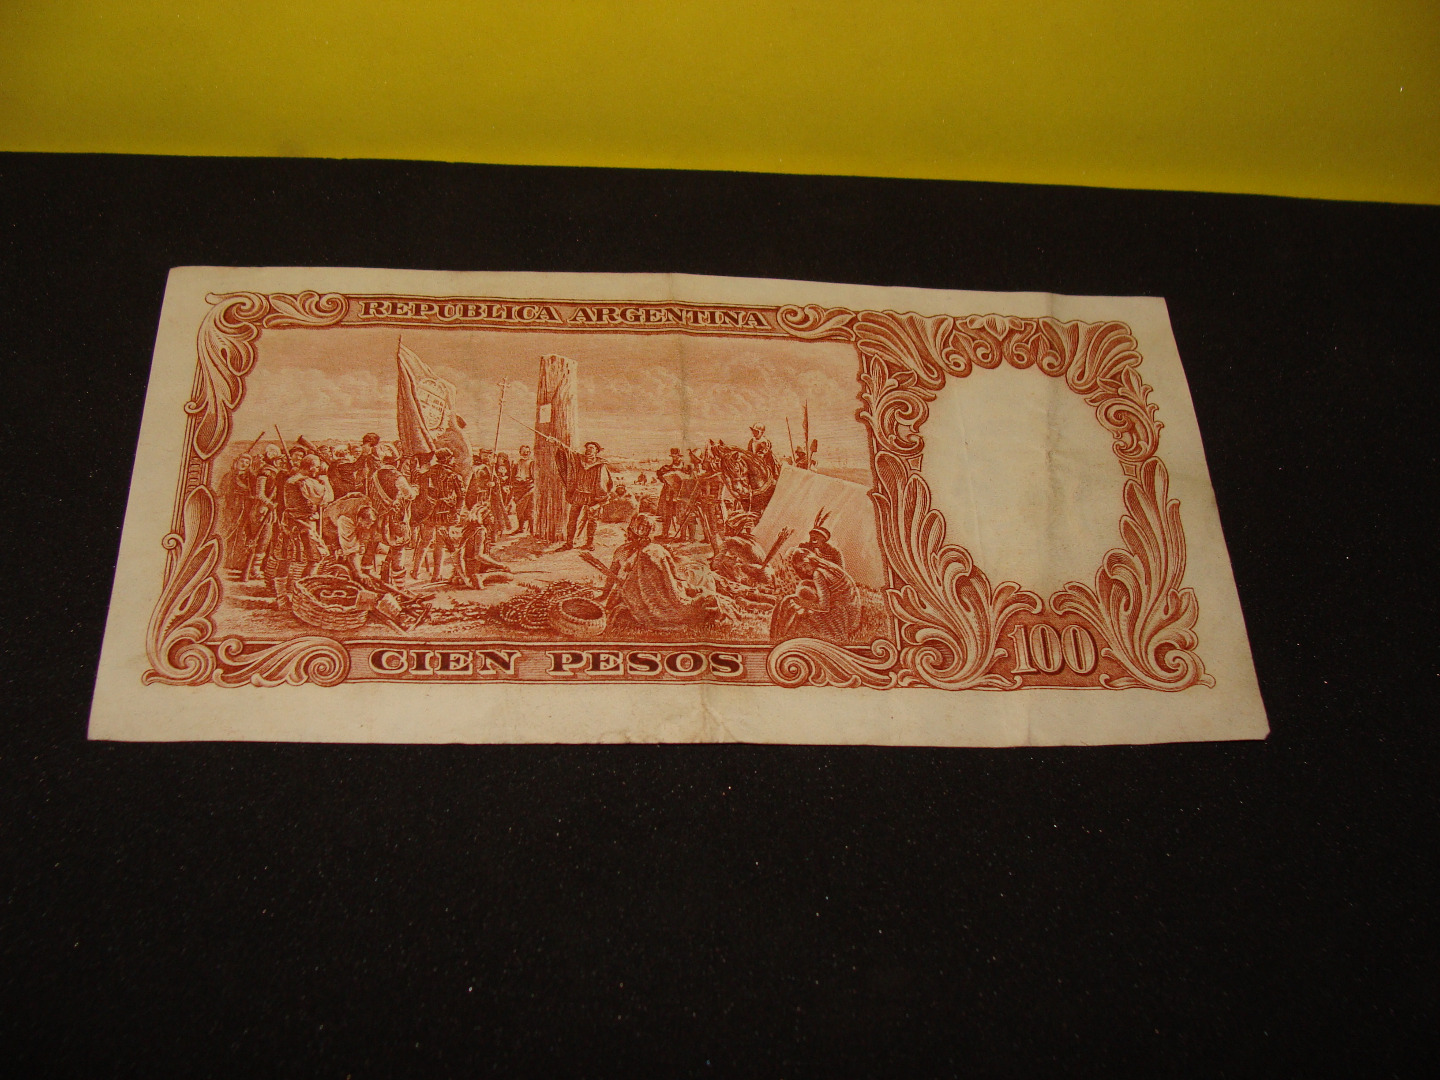 REPUBLICA ARGENTINA
CIEN PESOS
100